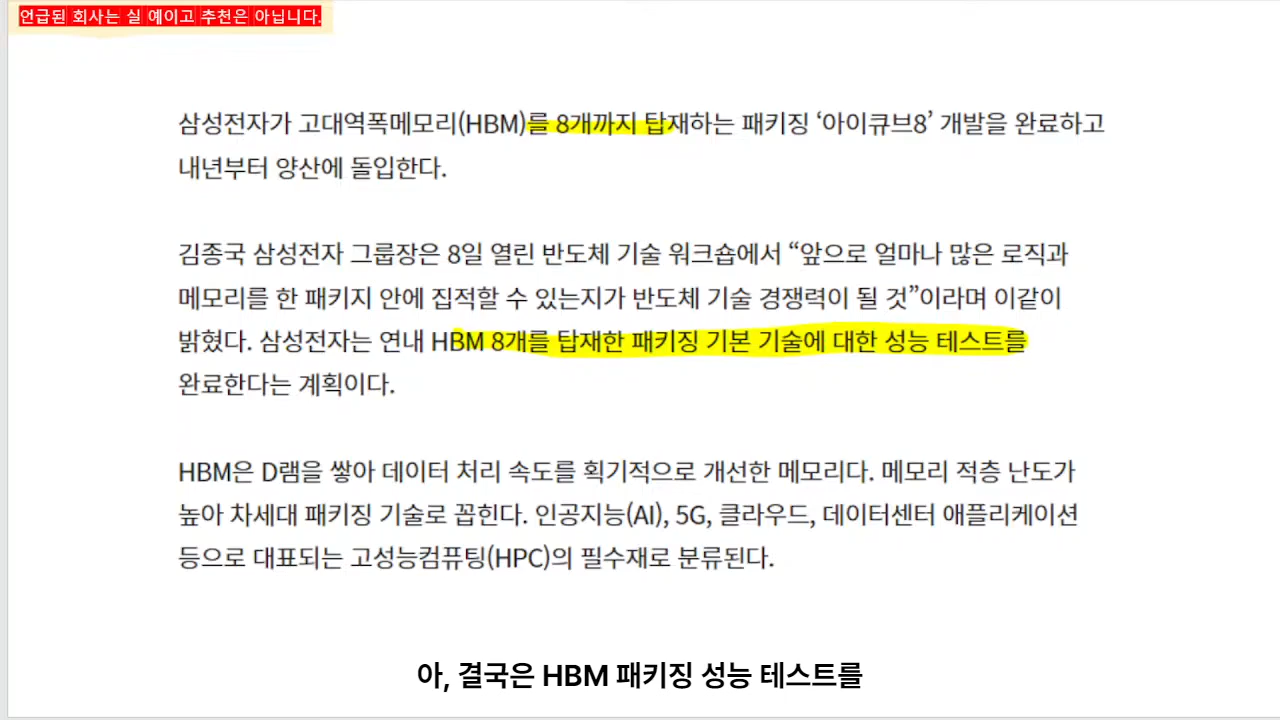 언급된 회사는 실 예이고 추천은 아닙니다.
삼성전자가 고대역폭메모리(HBM)를 8개까지 탑재하는 패키징 ‘아이큐브8’ 개발을 완료하고
내년부터 양산에 돌입한다.
김종국 삼성전자 그룹장은 8일 열린 반도체 기술 워크숍에서 “앞으로 얼마나 많은 로직과
메모리를 한 패키지 안에 집적할 수 있는지가 반도체 기술 경쟁력이 될 것”이라며 이같이
밝혔다. 삼성전자는 연내 HBM 8개를 탑재한 패키징 기본 기술에 대한 성능 테스트를
완료한다는 계획이다.
HBM은 D램을 쌓아 데이터 처리 속도를 획기적으로 개선한 메모리다. 메모리 적층 난도가
높아 차세대 패키징 기술로 꼽힌다. 인공지능(AI), 5G, 클라우드, 데이터센터 애플리케이션
등으로 대표되는 고성능컴퓨팅(HPC)의 필수재로 분류된다.
아, 결국은 HBM 패키징 성능 테스트를